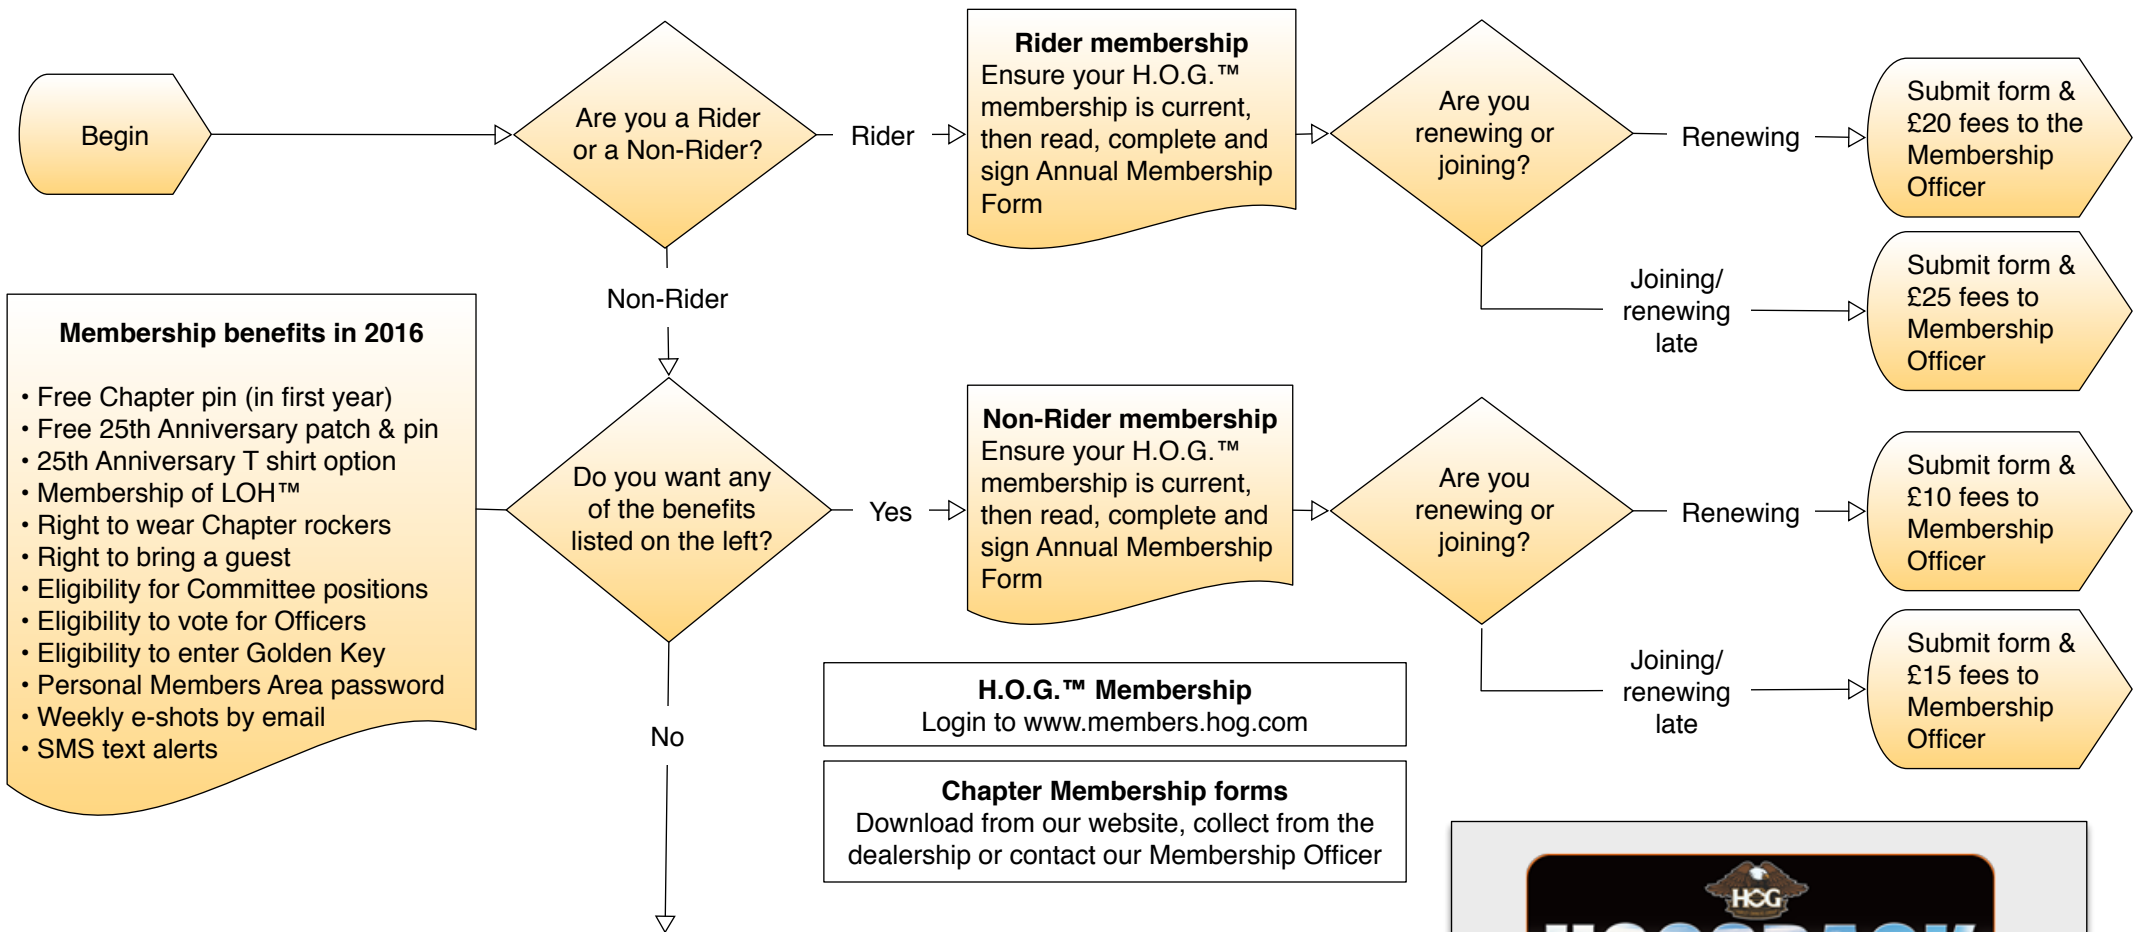 Begin
Are you a Rider
or a Non-Rider?
Rider
Rider membership
Ensure your H.O.G.™
membership is current,
then read, complete and
sign Annual Membership
Form
Are you
renewing or
joining?
Renewing
Submit form &
£20 fees to the
Membership
Officer
Joining/
renewing
late
Submit form &
£25 fees to
Membership
Officer
Non-Rider
Membership benefits in 2016
• Free Chapter pin (in first year)
• Free 25th Anniversary patch & pin
• 25th Anniversary T shirt option
• Membership of LOH™
• Right to wear Chapter rockers
• Right to bring a guest
• Eligibility for Committee positions
• Eligibility to vote for Officers
• Eligibility to enter Golden Key
• Personal Members Area password
• Weekly e-shots by email
• SMS text alerts
Do you want any
of the benefits
listed on the left?
Yes
Non-Rider membership
Ensure your H.O.G.™
membership is current,
then read, complete and
sign Annual Membership
Form
Are you
renewing or
joining?
Renewing
Submit form &
£10 fees to
Membership
Officer
Joining/
renewing
late
Submit form &
£15 fees to
Membership
Officer
No
H.O.G.™ Membership
Login to www.members.hog.com
Chapter Membership forms
Download from our website, collect from the
dealership or contact our Membership Officer
HOG